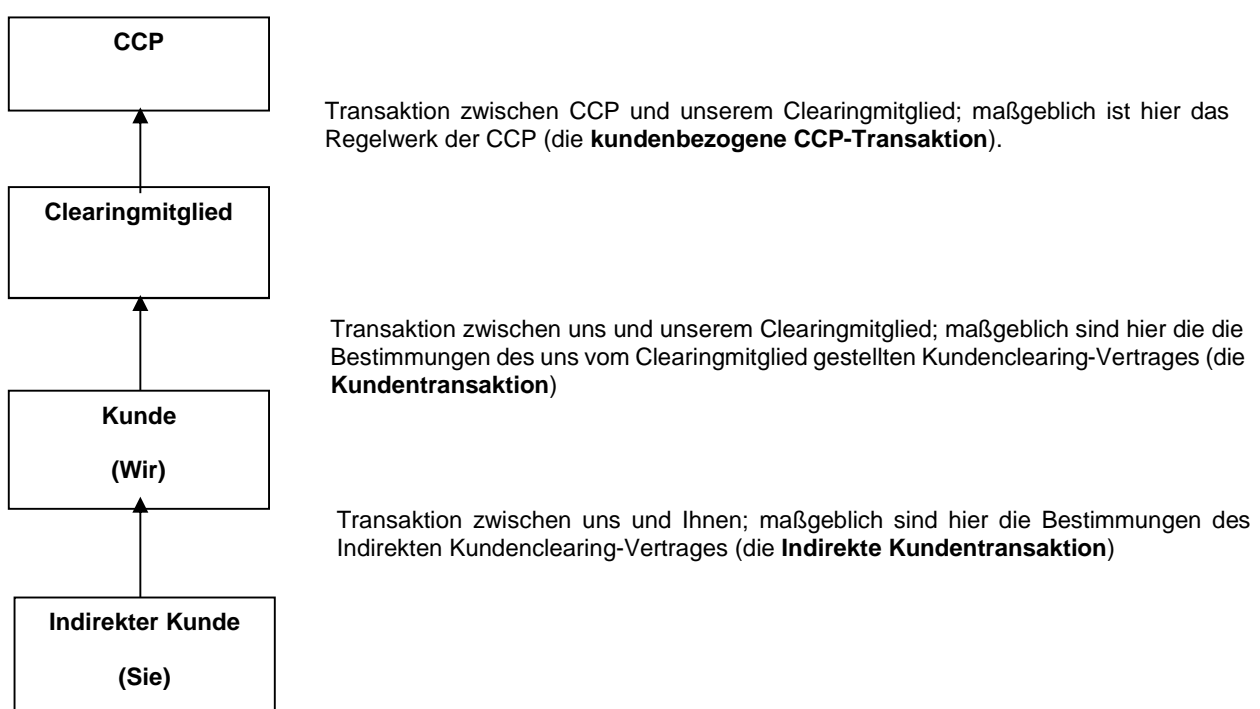 CCP
Transaktion zwischen CCP und unserem Clearingmitglied; maßgeblich ist hier das
Regelwerk der CCP (die kundenbezogene CCP-Transaktion).
Clearingmitglied
Transaktion zwischen uns und unserem Clearingmitglied; maßgeblich sind hier die die
Bestimmungen des uns vom Clearingmitglied gestellten Kundenclearing-Vertrages (die
Kundentransaktion)
Kunde
(Wir)
Transaktion zwischen uns und Ihnen; maßgeblich sind hier die Bestimmungen des
Indirekten Kundenclearing-Vertrages (die Indirekte Kundentransaktion)
Indirekter Kunde
(Sie)